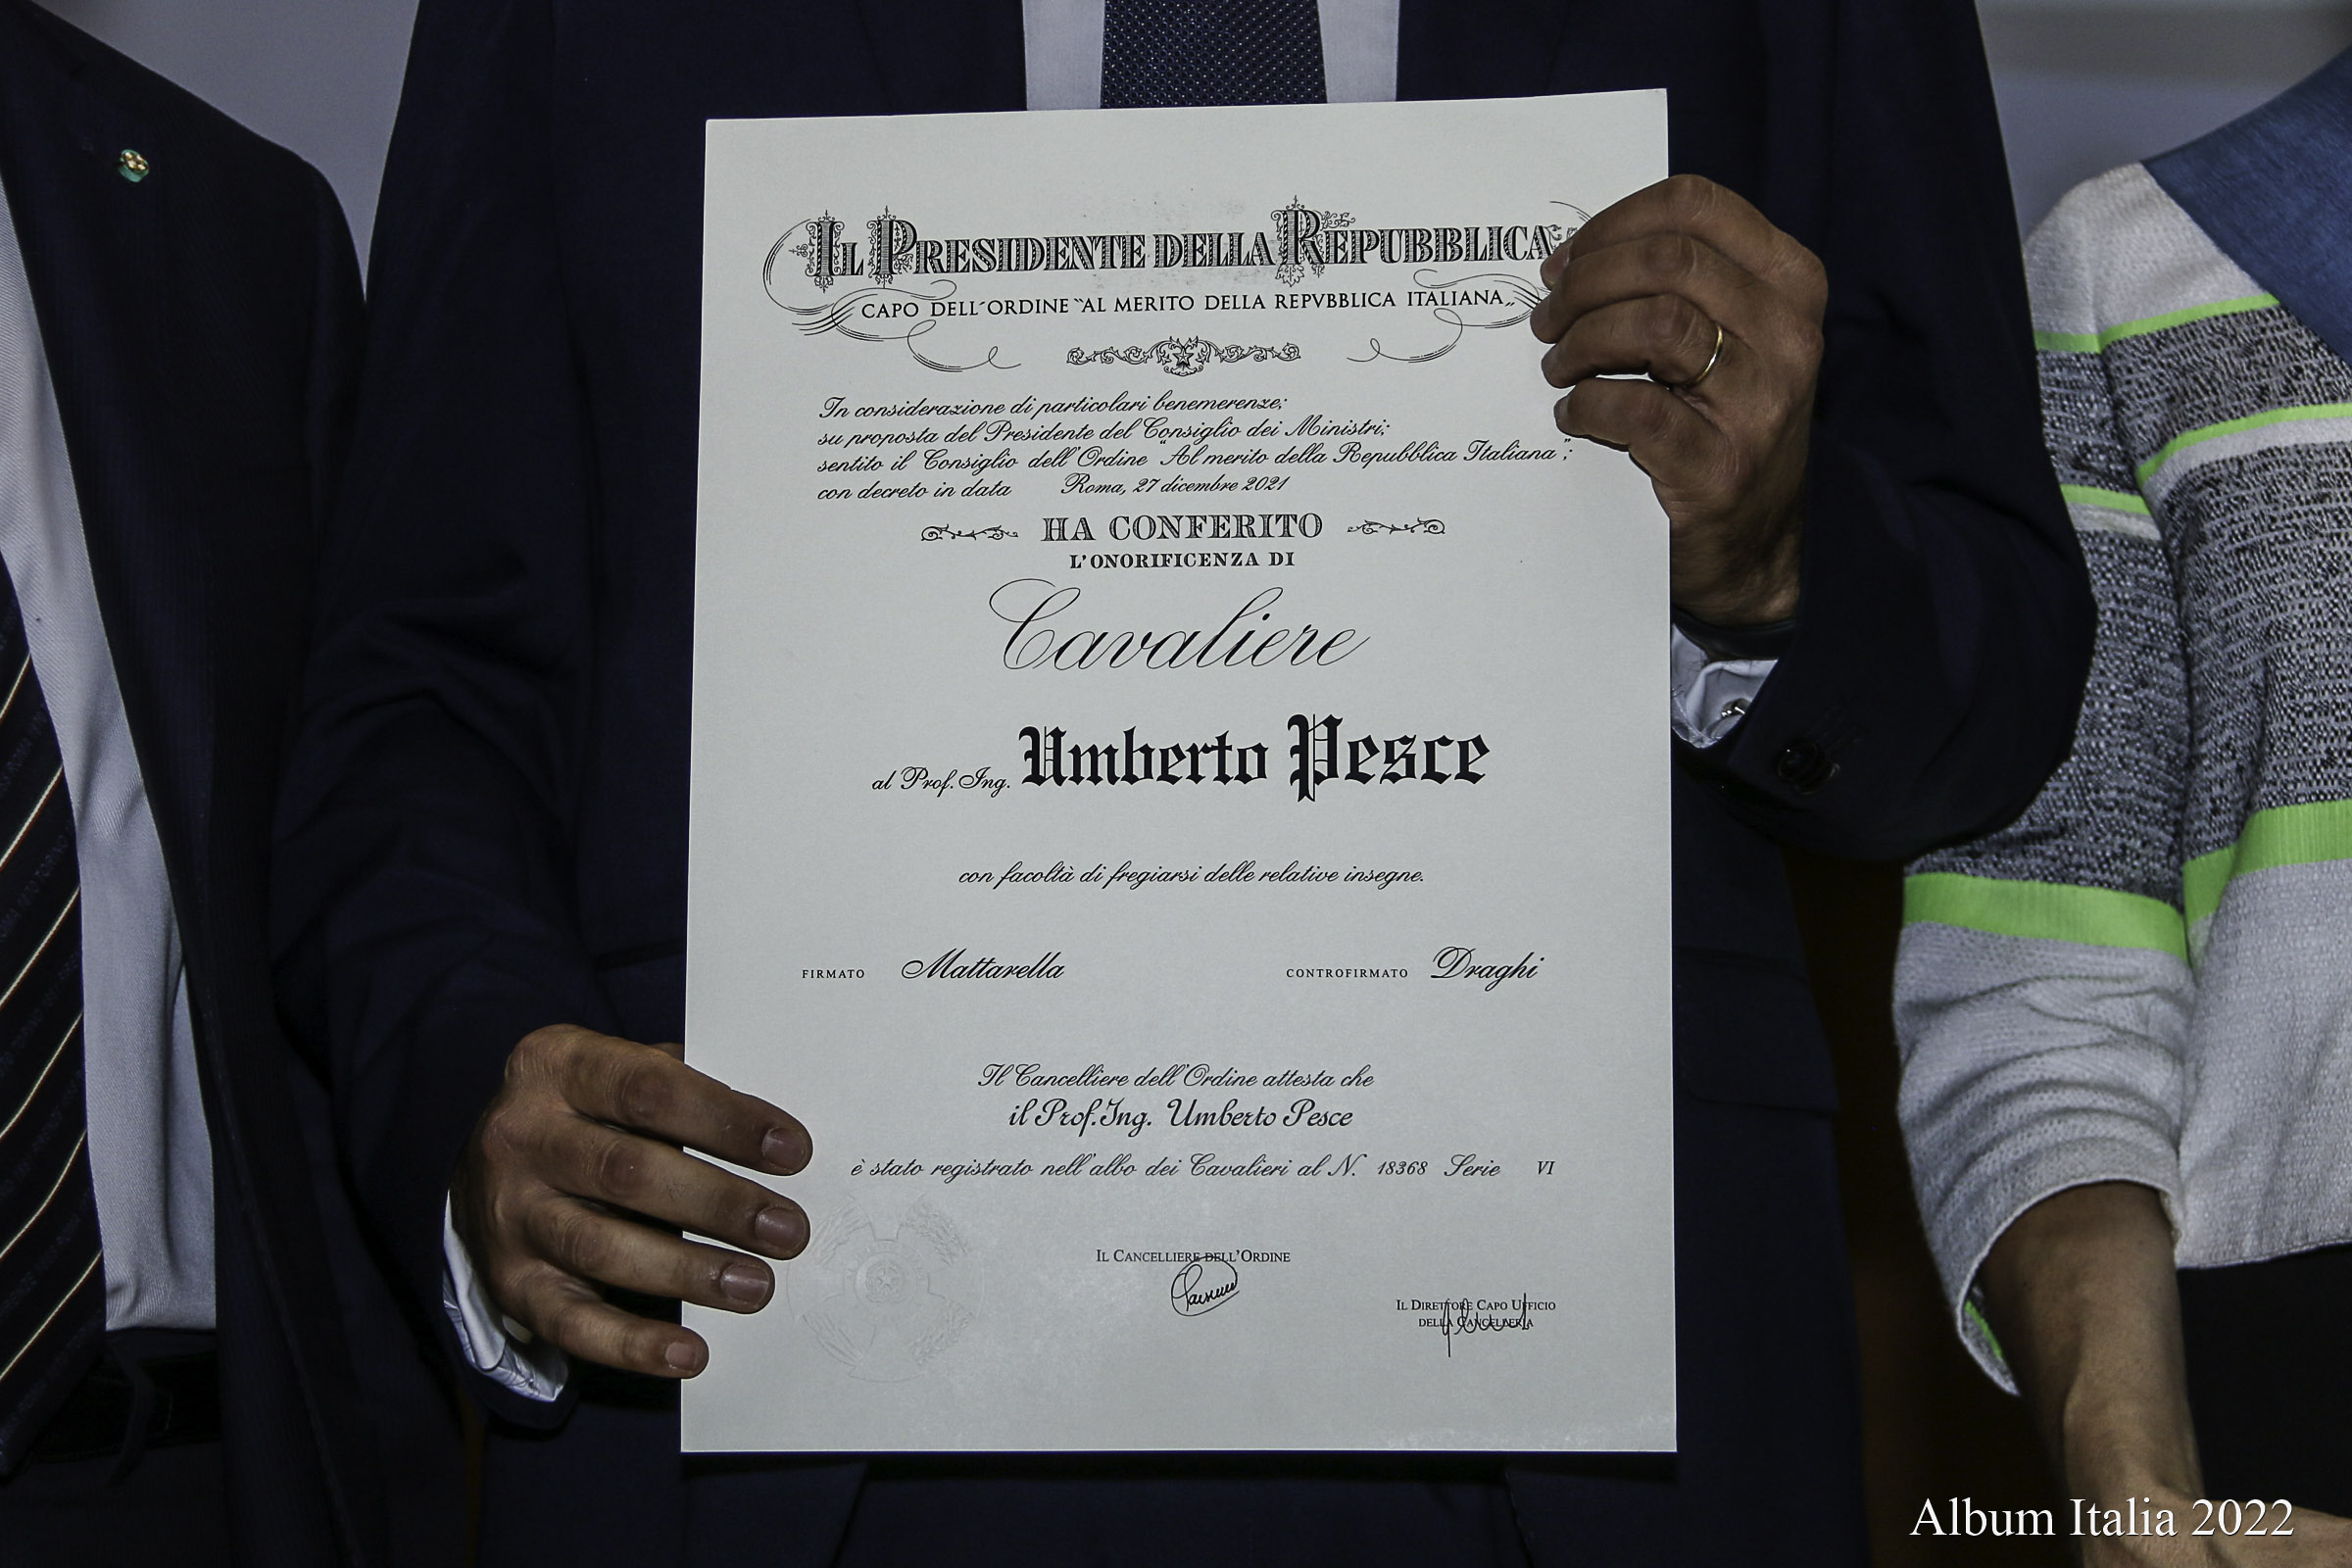 IL PRESIDENTE DELLA REPUBBLICA
CAPO DELL'ORDINE "AL MERITO DELLA REPVBBLICA ITALIANA„
In considerazione di particolari benemerenze;
su proposta del Presidente del Consiglio dei Ministri;
sentito il Consiglio dell'Ordine "Al merito della Repubblica Italiana";
con decreto in data Roma, 27 dicembre 2021
HA CONFERITO
L'ONORIFICENZA DI
Cavaliere
al Prof. Ing. Umberto Pesce
con facoltà di fregiarsi delle relative insegne.
FIRMATO Mattarella CONTROFIRMATO Draghi
Il Cancelliere dell'Ordine attesta che
il Prof. Ing. Umberto Pesce
è stato registrato nell'albo dei Cavalieri al N. 18368 Serie VI
IL CANCELLIERE DELL'ORDINE
IL DIRETTORE CAPO UFFICIO
DELLA CANCELLERIA
Album Italia 2022